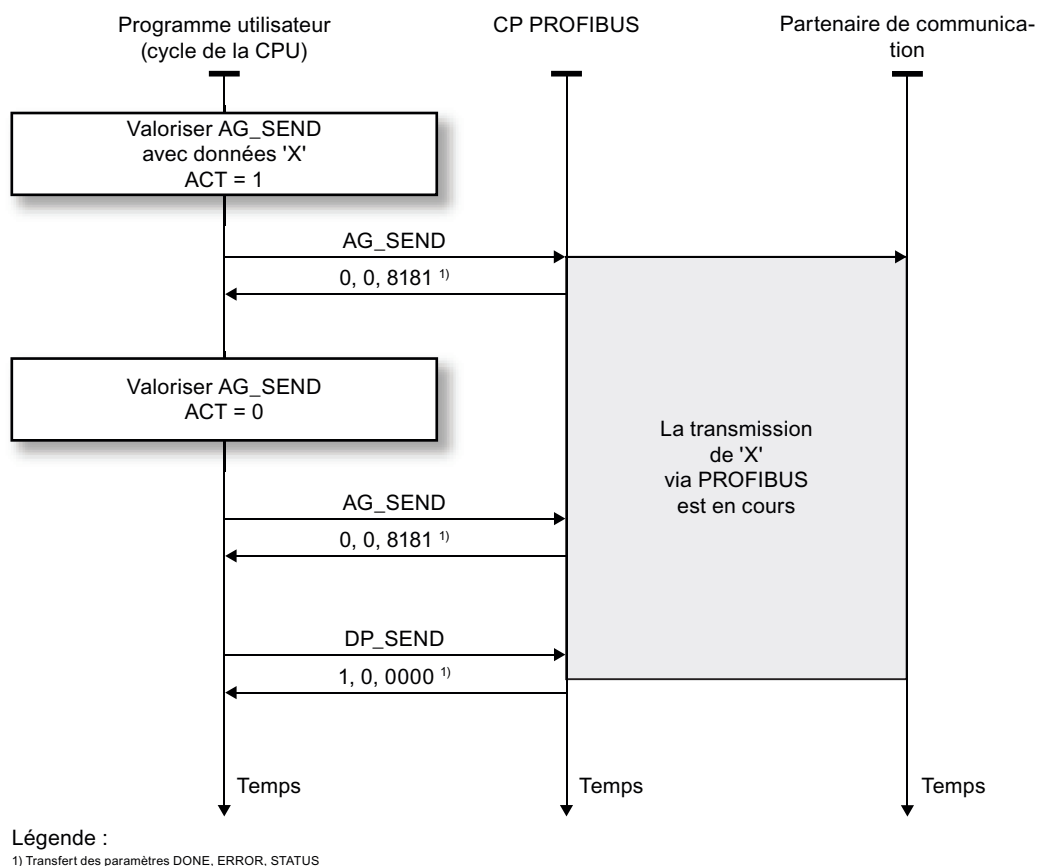 Programme utilisateur
(cycle de la CPU)
CP PROFIBUS
Partenaire de communica-
tion
Valoriser AG_SEND
avec données 'X'
ACT = 1
AG_SEND
0, 0, 8181 1)
Valoriser AG_SEND
ACT = 0
La transmission
de 'X'
via PROFIBUS
est en cours
AG_SEND
0, 0, 8181 1)
DP_SEND
1, 0, 0000 1)
Temps
Temps
Temps
Légende :
1) Transfert des paramètres DONE, ERROR, STATUS